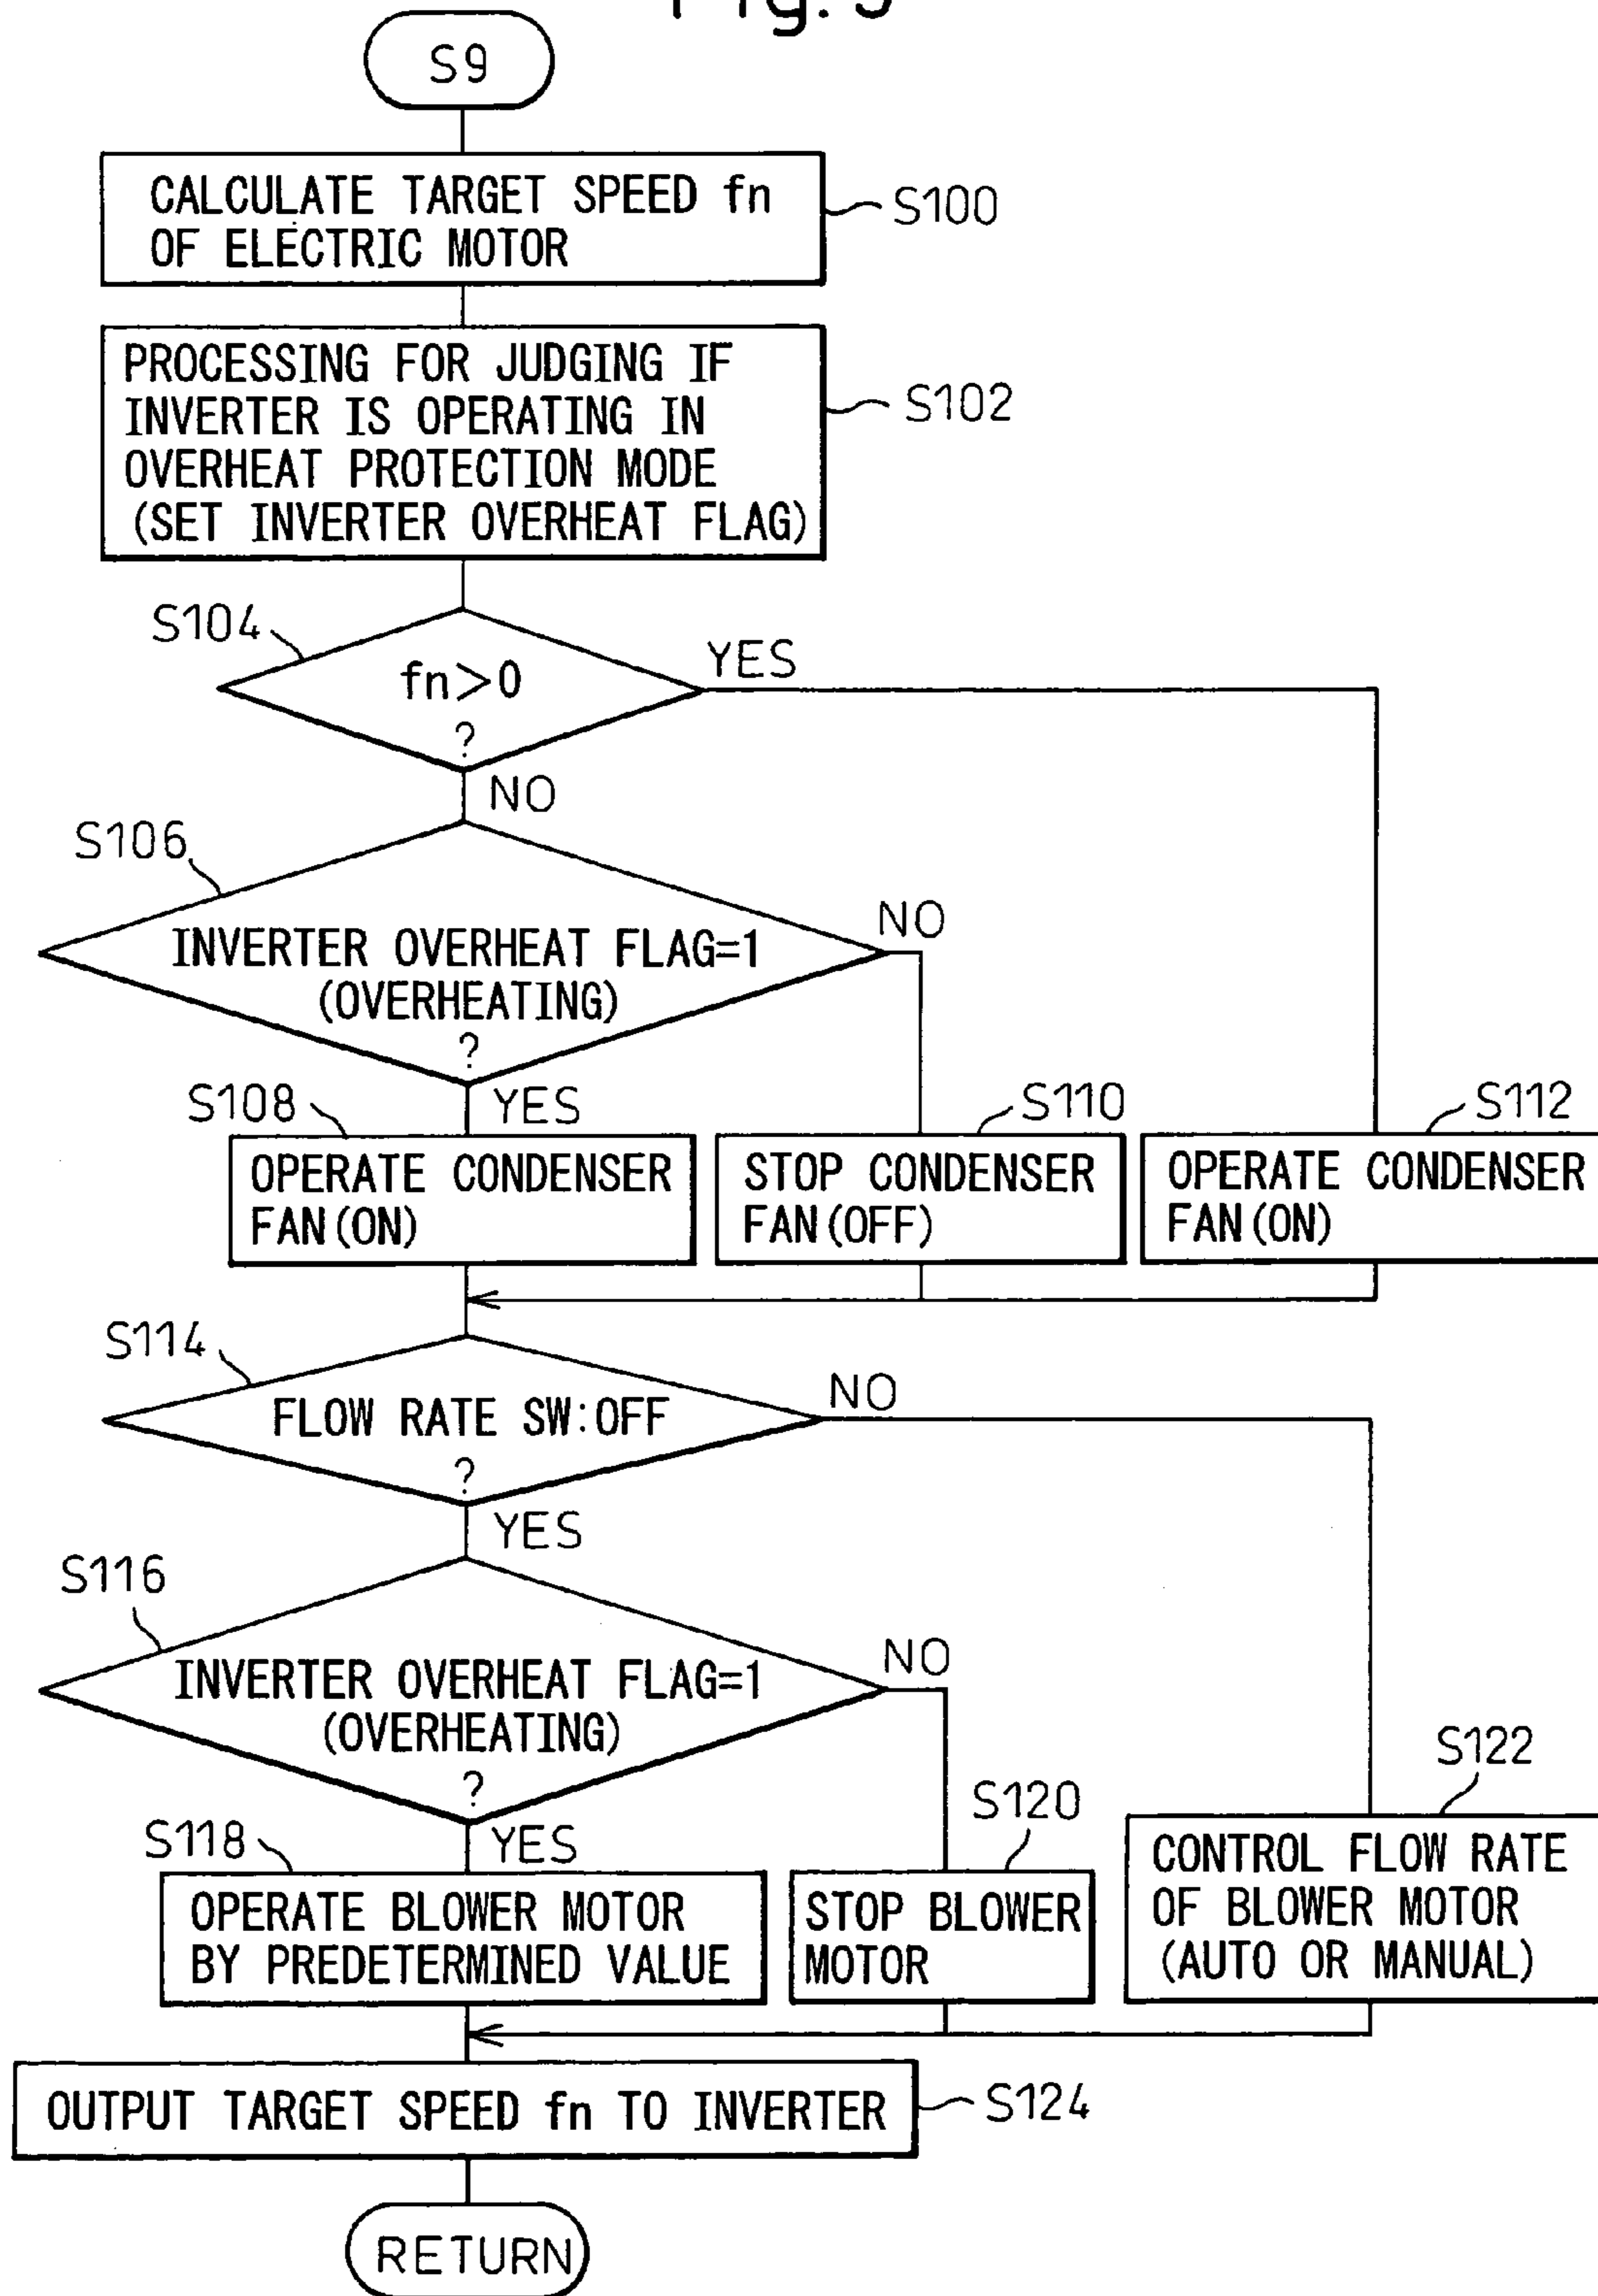 S9
CALCULATE TARGET SPEED fn
OF ELECTRIC MOTOR
S100
PROCESSING FOR JUDGING IF
INVERTER IS OPERATING IN
OVERHEAT PROTECTION MODE
(SET INVERTER OVERHEAT FLAG)
S102
S104
fn>0
?
YES
NO
S106
INVERTER OVERHEAT FLAG=1
(OVERHEATING)
?
NO
YES
S108
OPERATE CONDENSER
FAN(ON)
S110
STOP CONDENSER
FAN(OFF)
S112
OPERATE CONDENSER
FAN(ON)
S114
FLOW RATE SW:OFF
?
NO
YES
S116
INVERTER OVERHEAT FLAG=1
(OVERHEATING)
?
NO
YES
S118
OPERATE BLOWER MOTOR
BY PREDETERMINED VALUE
S120
STOP BLOWER
MOTOR
S122
CONTROL FLOW RATE
OF BLOWER MOTOR
(AUTO OR MANUAL)
OUTPUT TARGET SPEED fn TO INVERTER
S124
RETURN